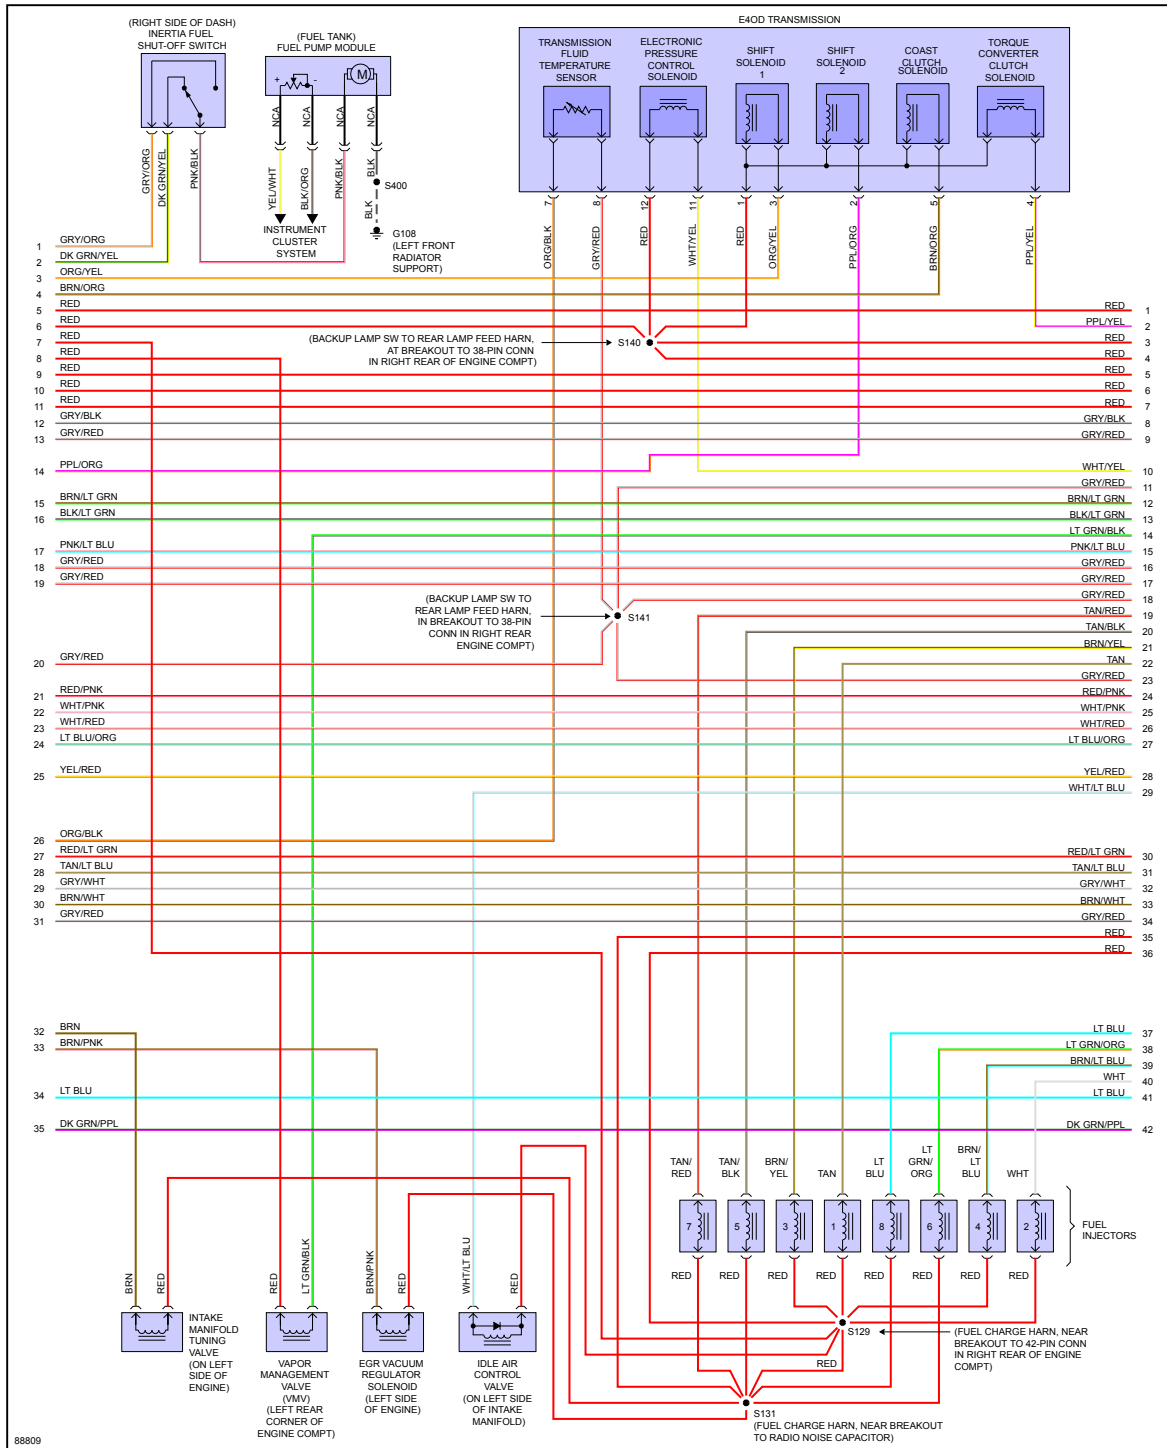 (RIGHT SIDE OF DASH)
INERTIA FUEL
SHUT-OFF SWITCH
(FUEL TANK)
FUEL PUMP MODULE
+
-
M
E4OD TRANSMISSION
TRANSMISSION
FLUID
TEMPERATURE
SENSOR
ELECTRONIC
PRESSURE
CONTROL
SOLENOID
SHIFT
SOLENOID
1
SHIFT
SOLENOID
2
COAST
CLUTCH
SOLENOID
TORQUE
CONVERTER
CLUTCH
SOLENOID
GRY/ORG
DK GRN/YEL
PNK/BLK
NCA
NCA
NCA
NCA
YEL/WHT
BLK/ORG
PNK/BLK
BLK
S400
BLK
G108
(LEFT FRONT
RADIATOR
SUPPORT)
INSTRUMENT
CLUSTER
SYSTEM
7
8
12
11
1
3
2
5
4
ORG/BLK
GRY/RED
RED
WHT/YEL
RED
ORG/YEL
PPL/ORG
BRN/ORG
PPL/YEL
1 GRY/ORG
2 DK GRN/YEL
3 ORG/YEL
4 BRN/ORG
5 RED
6 RED
7 RED
8 RED
9 RED
10 RED
11 RED
12 GRY/BLK
13 GRY/RED
14 PPL/ORG
15 BRN/LT GRN
16 BLK/LT GRN
17 PNK/LT BLU
18 GRY/RED
19 GRY/RED
20 GRY/RED
21 RED/PNK
22 WHT/PNK
23 WHT/RED
24 LT BLU/ORG
25 YEL/RED
26 ORG/BLK
27 RED/LT GRN
28 TAN/LT BLU
29 GRY/WHT
30 BRN/WHT
31 GRY/RED
32 BRN
33 BRN/PNK
34 LT BLU
35 DK GRN/PPL
(BACKUP LAMP SW TO REAR LAMP FEED HARN,
AT BREAKOUT TO 38-PIN CONN
IN RIGHT REAR OF ENGINE COMPT)
S140
(BACKUP LAMP SW TO
REAR LAMP FEED HARN,
IN BREAKOUT TO 38-PIN
CONN IN RIGHT REAR
ENGINE COMPT)
S141
RED 1
PPL/YEL 2
RED 3
RED 4
RED 5
RED 6
RED 7
GRY/BLK 8
GRY/RED 9
WHT/YEL 10
GRY/RED 11
BRN/LT GRN 12
BLK/LT GRN 13
LT GRN/BLK 14
PNK/LT BLU 15
GRY/RED 16
GRY/RED 17
GRY/RED 18
TAN/RED 19
TAN/BLK 20
BRN/YEL 21
TAN 22
GRY/RED 23
RED/PNK 24
WHT/PNK 25
WHT/RED 26
LT BLU/ORG 27
YEL/RED 28
WHT/LT BLU 29
RED/LT GRN 30
TAN/LT BLU 31
GRY/WHT 32
BRN/WHT 33
GRY/RED 34
RED 35
RED 36
LT BLU 37
LT GRN/ORG 38
BRN/LT BLU 39
WHT 40
LT BLU 41
DK GRN/PPL 42
TAN/
RED
TAN/
BLK
BRN/
YEL
TAN
LT
BLU
LT
GRN/
ORG
BRN/
LT
BLU
WHT
7
5
3
1
8
6
4
2
FUEL
INJECTORS
RED
RED
RED
RED
RED
RED
RED
RED
BRN
RED
RED
LT GRN/BLK
BRN/PNK
RED
WHT/LT BLU
RED
INTAKE
MANIFOLD
TUNING
VALVE
(ON LEFT
SIDE OF
ENGINE)
VAPOR
MANAGEMENT
VALVE
(VMV)
(LEFT REAR
CORNER OF
ENGINE COMPT)
EGR VACUUM
REGULATOR
SOLENOID
(LEFT SIDE
OF ENGINE)
IDLE AIR
CONTROL
VALVE
(ON LEFT SIDE
OF INTAKE
MANIFOLD)
S129
(FUEL CHARGE HARN, NEAR
BREAKOUT TO 42-PIN CONN
IN RIGHT REAR OF ENGINE
COMPT)
RED
S131
(FUEL CHARGE HARN, NEAR BREAKOUT
TO RADIO NOISE CAPACITOR)
88809